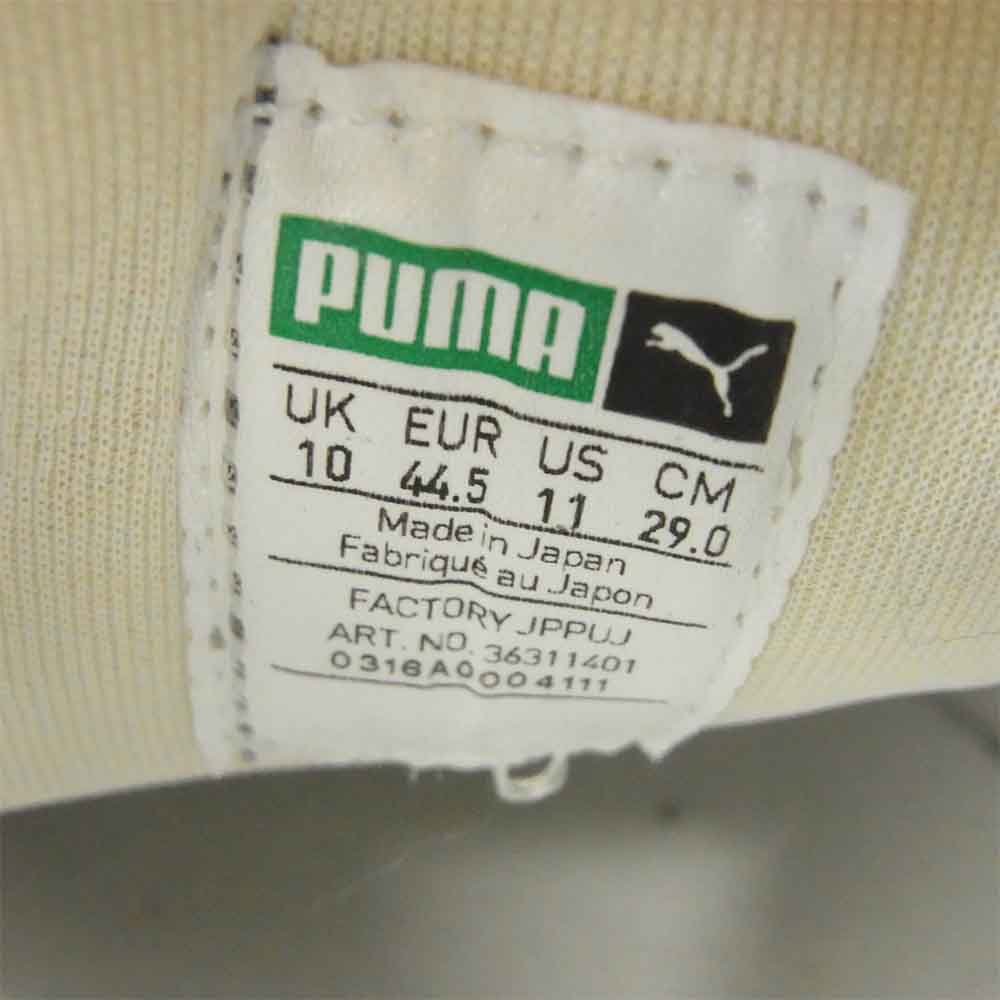 PUMA
UK EUR US CM
10 44.5 11 29.0
Made in Japan
Fabriqué au Japon
FACTORY JPPUJ
ART. NO. 36311401
0316A0004111